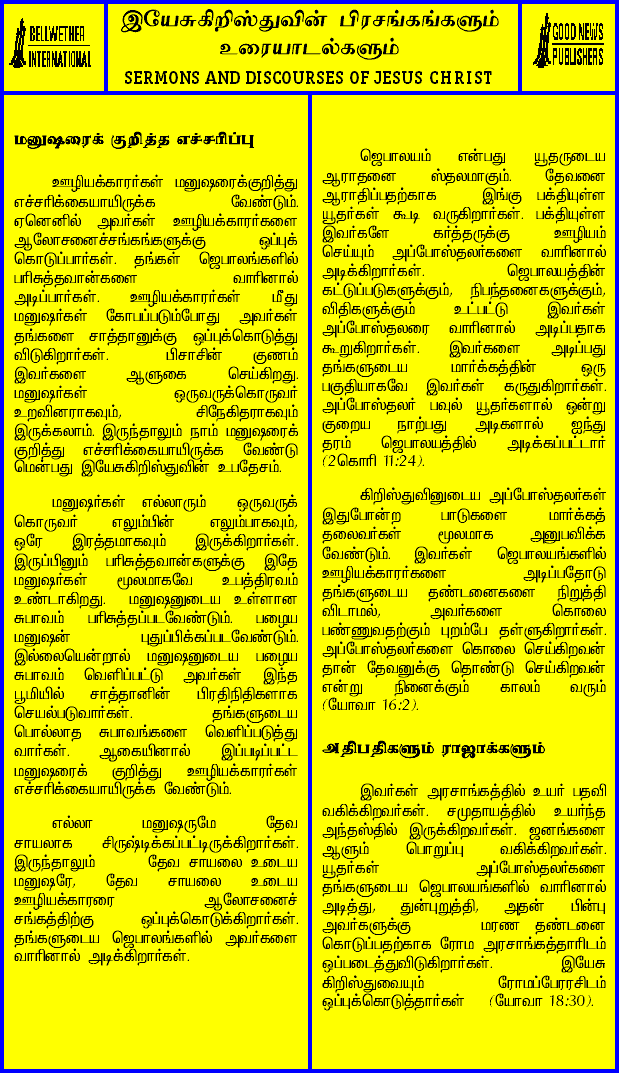 BELLWETHER
INTERNATIONAL
இயேசுகிறிஸ்துவின் பிரசங்கங்களும்
உரையாடல்களும்
SERMONS AND DISCOURSES OF JESUS CHRIST
GOOD NEWS
PUBLISHERS
மனுஷரைக் குறித்த எச்சரிப்பு
ஊழியக்காரர்கள் மனுஷரைக்குறித்து
எச்சரிக்கையாயிருக்க வேண்டும்.
ஏனெனில் அவர்கள் ஊழியக்காரர்களை
ஆலோசனைச்சங்கங்களுக்கு ஒப்புக்
கொடுப்பார்கள். தங்கள் ஜெபாலங்களில்
பரிசுத்தவான்களை வாரினால்
அடிப்பார்கள். ஊழியக்காரர்கள் மீது
மனுஷர்கள் கோபப்படும்போது அவர்கள்
தங்களை சாத்தானுக்கு ஒப்புக்கொடுத்து
விடுகிறார்கள். பிசாசின் குணம்
இவர்களை ஆளுகை செய்கிறது.
மனுஷர்கள் ஒருவருக்கொருவர்
உறவினராகவும், சிநேகிதராகவும்
இருக்கலாம். இருந்தாலும் நாம் மனுஷரைக்
குறித்து எச்சரிக்கையாயிருக்க வேண்டு
மென்பது இயேசுகிறிஸ்துவின் உபதேசம்.
மனுஷர்கள் எல்லாரும் ஒருவருக்
கொருவர் எலும்பின் எலும்பாகவும்,
ஒரே இரத்தமாகவும் இருக்கிறார்கள்.
இருப்பினும் பரிசுத்தவான்களுக்கு இதே
மனுஷர்கள் மூலமாகவே உபத்திரவம்
உண்டாகிறது. மனுஷனுடைய உள்ளான
சுபாவம் பரிசுத்தப்படவேண்டும். பழைய
மனுஷன் புதுப்பிக்கப்படவேண்டும்.
இல்லையென்றால் மனுஷனுடைய பழைய
சுபாவம் வெளிப்பட்டு அவர்கள் இந்த
பூமியில் சாத்தானின் பிரதிநிதிகளாக
செயல்படுவார்கள். தங்களுடைய
பொல்லாத சுபாவங்களை வெளிப்படுத்து
வார்கள். ஆகையினால் இப்படிப்பட்ட
மனுஷரைக் குறித்து ஊழியக்காரர்கள்
எச்சரிக்கையாயிருக்க வேண்டும்.
எல்லா மனுஷருமே தேவ
சாயலாக சிருஷ்டிக்கப்பட்டிருக்கிறார்கள்.
இருந்தாலும் தேவ சாயலை உடைய
மனுஷரே, தேவ சாயலை உடைய
ஊழியக்காரரை ஆலோசனைச்
சங்கத்திற்கு ஒப்புக்கொடுக்கிறார்கள்.
தங்களுடைய ஜெபாலங்களில் அவர்களை
வாரினால் அடிக்கிறார்கள்.
ஜெபாலயம் என்பது யூதருடைய
ஆராதனை ஸ்தலமாகும். தேவனை
ஆராதிப்பதற்காக இங்கு பக்தியுள்ள
யூதர்கள் கூடி வருகிறார்கள். பக்தியுள்ள
இவர்களே கர்த்தருக்கு ஊழியம்
செய்யும் அப்போஸ்தலர்களை வாரினால்
அடிக்கிறார்கள். ஜெபாலயத்தின்
கட்டுப்படுகளுக்கும், நிபந்தனைகளுக்கும்,
விதிகளுக்கும் உட்பட்டு இவர்கள்
அப்போஸ்தலரை வாரினால் அடிப்பதாக
கூறுகிறார்கள். இவர்களை அடிப்பது
தங்களுடைய மார்க்கத்தின் ஒரு
பகுதியாகவே இவர்கள் கருதுகிறார்கள்.
அப்போஸ்தலர் பவுல் யூதர்களால் ஒன்று
குறைய நாற்பது அடிகளால் ஐந்து
தரம் ஜெபாலயத்தில் அடிக்கப்பட்டார்
(2கொரி 11:24).
கிறிஸ்துவினுடைய அப்போஸ்தலர்கள்
இதுபோன்ற பாடுகளை மார்க்கத்
தலைவர்கள் மூலமாக அனுபவிக்க
வேண்டும். இவர்கள் ஜெபாலயங்களில்
ஊழியக்காரர்களை அடிப்பதோடு
தங்களுடைய தண்டனைகளை நிறுத்தி
விடாமல், அவர்களை கொலை
பண்ணுவதற்கும் புறம்பே தள்ளுகிறார்கள்.
அப்போஸ்தலர்களை கொலை செய்கிறவன்
தான் தேவனுக்கு தொண்டு செய்கிறவன்
என்று நினைக்கும் காலம் வரும்
(யோவா 16:2).
அதிபதிகளும் ராஜாக்களும்
இவர்கள் அரசாங்கத்தில் உயர் பதவி
வகிக்கிறவர்கள். சமுதாயத்தில் உயர்ந்த
அந்தஸ்தில் இருக்கிறவர்கள். ஜனங்களை
ஆளும் பொறுப்பு வகிக்கிறவர்கள்.
யூதர்கள் அப்போஸ்தலர்களை
தங்களுடைய ஜெபாலயங்களில் வாரினால்
அடித்து, துன்புறுத்தி, அதன் பின்பு
அவர்களுக்கு மரண தண்டனை
கொடுப்பதற்காக ரோம அரசாங்கத்தாரிடம்
ஒப்படைத்துவிடுகிறார்கள். இயேசு
கிறிஸ்துவையும் ரோமப்பேரரசிடம்
ஒப்புக்கொடுத்தார்கள் (யோவா 18:30).